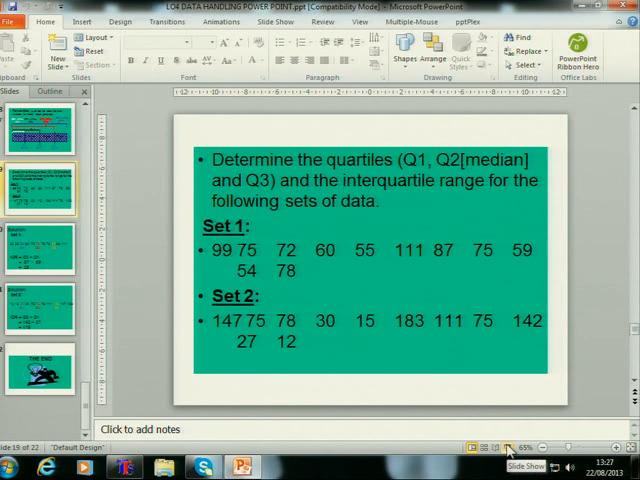 LO4 DATA HANDLING POWER POINT.ppt [Compatibility Mode] - Microsoft PowerPoint
File Home Insert Design Transitions Animations Slide Show Review View Multiple-Mouse pptPlex
Layout
Reset
Section
New
Slide
Shapes Arrange Quick
Styles
Find
Replace
Select
PowerPoint
Ribbon Hero
Clipboard Slides Font Paragraph Drawing Editing Office Labs
Slides Outline
• Determine the quartiles (Q1, Q2[median]
and Q3) and the interquartile range for the
following sets of data.
Set 1:
• 99 75 72 60 55 111 87 75 59
54 78
• Set 2:
• 147 75 78 30 15 183 111 75 142
27 12
THE END
Click to add notes
Slide 19 of 22 "Default Design" 65%
Slide Show
13:27
22/08/2013